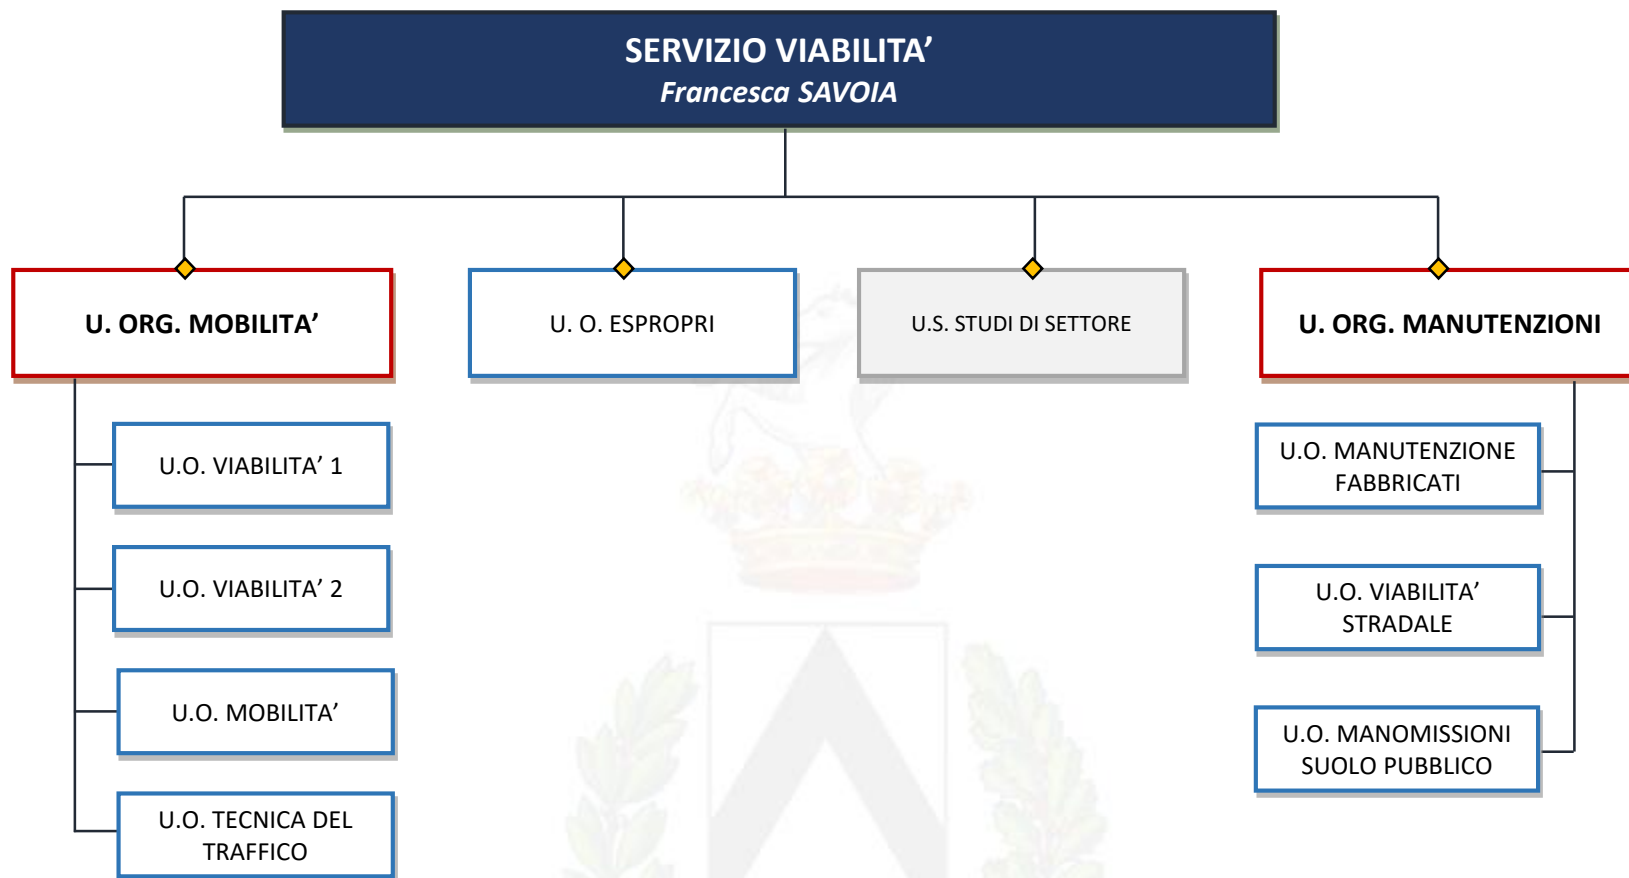 SERVIZIO VIABILITA’
Francesca SAVOIA
U. ORG. MOBILITA’
U. O. ESPROPRI
U.S. STUDI DI SETTORE
U. ORG. MANUTENZIONI
U.O. VIABILITA’ 1
U.O. VIABILITA’ 2
U.O. MOBILITA’
U.O. TECNICA DEL
TRAFFICO
U.O. MANUTENZIONE
FABBRICATI
U.O. VIABILITA’
STRADALE
U.O. MANOMISSIONI
SUOLO PUBBLICO